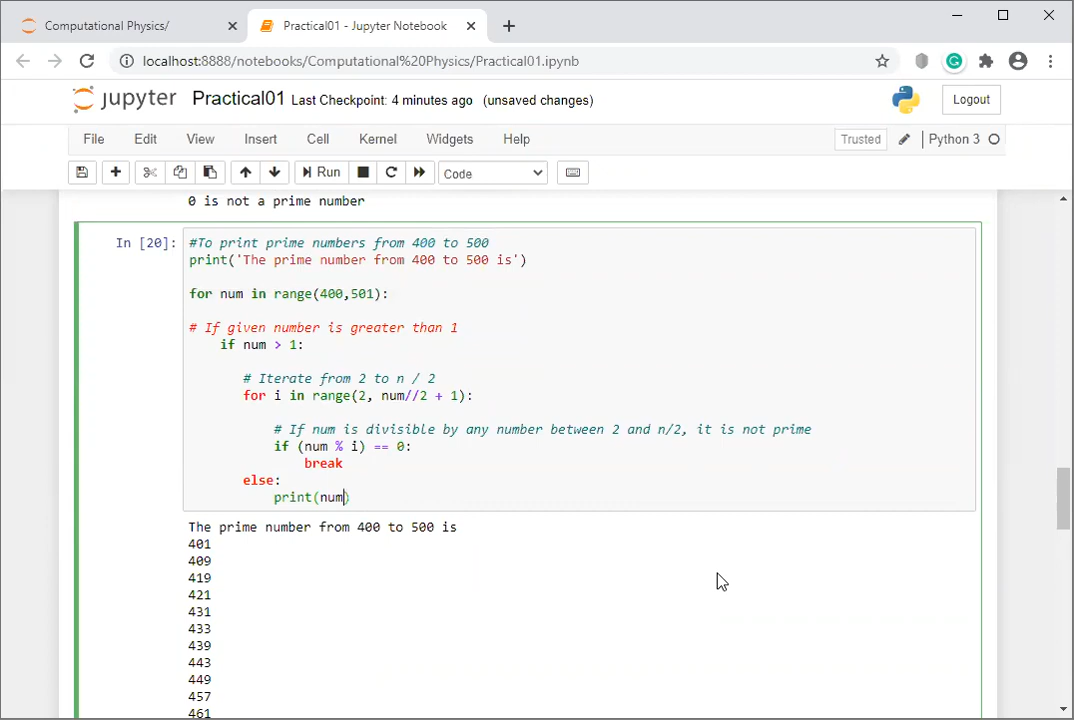 Computational Physics/
Practical01 - Jupyter Notebook
localhost:8888/notebooks/Computational%20Physics/Practical01.ipynb
jupyter Practical01 Last Checkpoint: 4 minutes ago (unsaved changes)
Logout
File Edit View Insert Cell Kernel Widgets Help
Trusted
Python 3
Run
Code
0 is not a prime number
In [20]:
#To print prime numbers from 400 to 500
print('The prime number from 400 to 500 is')
for num in range(400,501):
# If given number is greater than 1
if num > 1:
# Iterate from 2 to n / 2
for i in range(2, num//2 + 1):
# If num is divisible by any number between 2 and n/2, it is not prime
if (num % i) == 0:
break
else:
print(num)
The prime number from 400 to 500 is
401
409
419
421
431
433
439
443
449
457
461